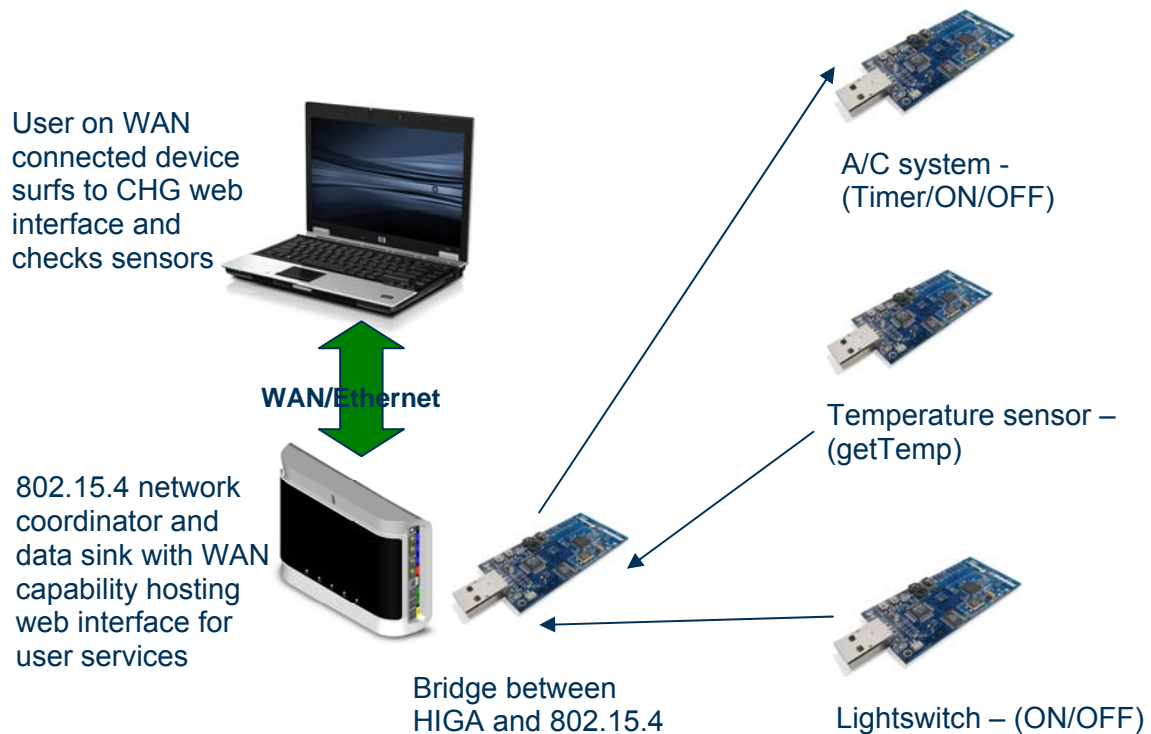 User on WAN
connected device
surfs to CHG web
interface and
checks sensors
A/C system -
(Timer/ON/OFF)
WAN/Ethernet
Temperature sensor –
(getTemp)
802.15.4 network
coordinator and
data sink with WAN
capability hosting
web interface for
user services
Bridge between
HIGA and 802.15.4
Lightswitch – (ON/OFF)